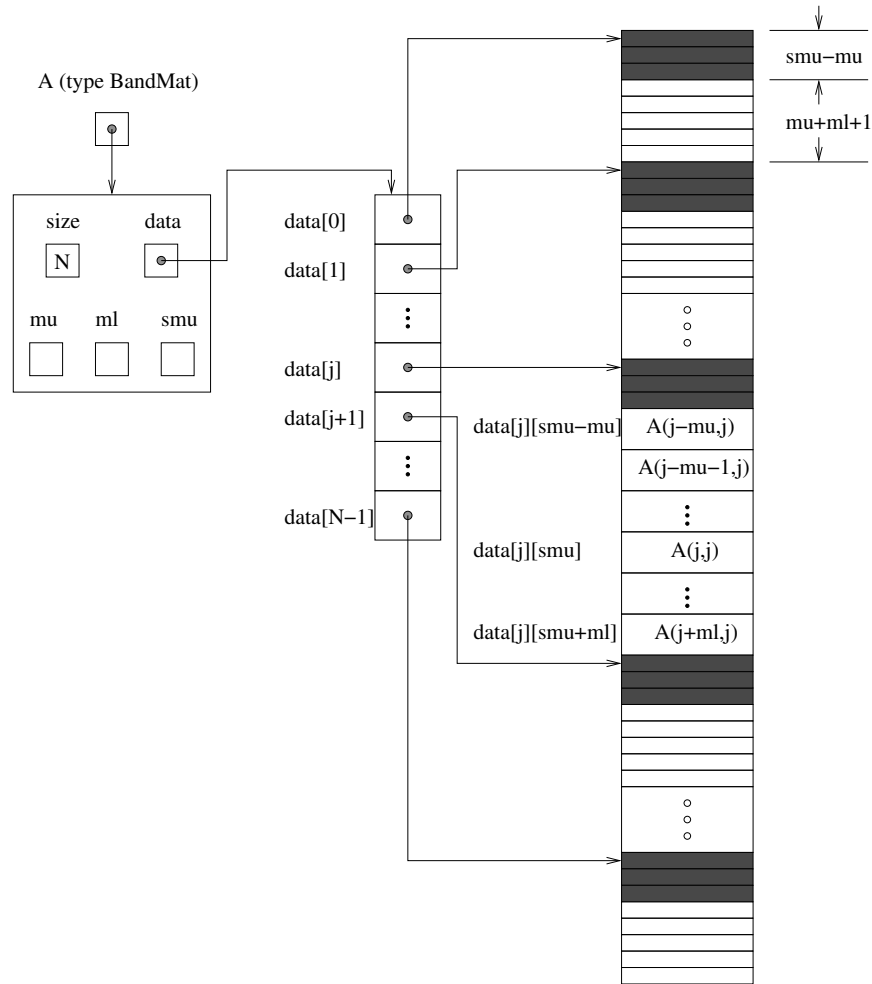 A (type BandMat)
size
data
N
mu
ml
smu
data[0]
data[1]
data[j]
data[j+1]
data[N−1]
smu−mu
mu+ml+1
data[j][smu−mu]
A(j−mu,j)
A(j−mu−1,j)
data[j][smu]
A(j,j)
data[j][smu+ml]
A(j+ml,j)